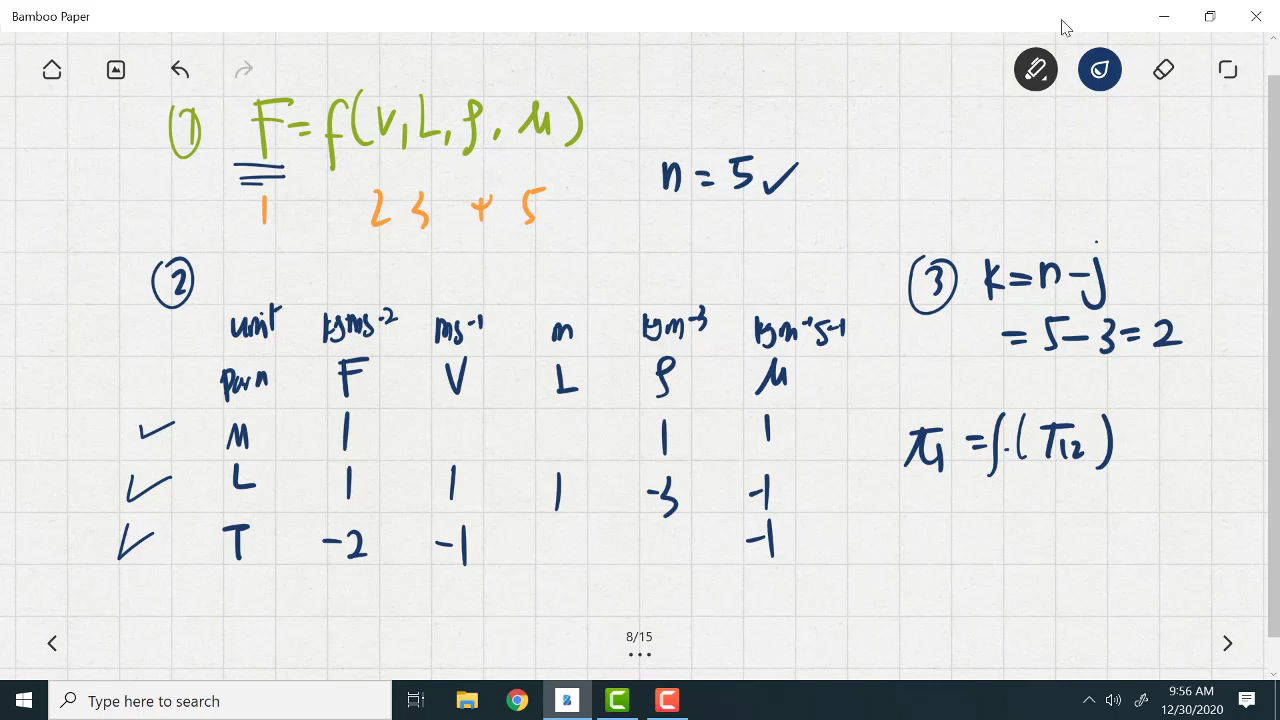 Bamboo Paper
① F = f(V, L, ρ, μ)
n = 5 ✓
1 2 3 4 5
②
③ k = n - j
= 5 - 3 = 2
unit kgms⁻² ms⁻¹ m kgm⁻³ kgm⁻¹s⁻¹
para F V L ρ μ
✓ M 1 1 1
✓ L 1 1 1 -3 -1
✓ T -2 -1 -1
π₁ = f(π₂)
8/15
Type here to search
9:56 AM
12/30/2020